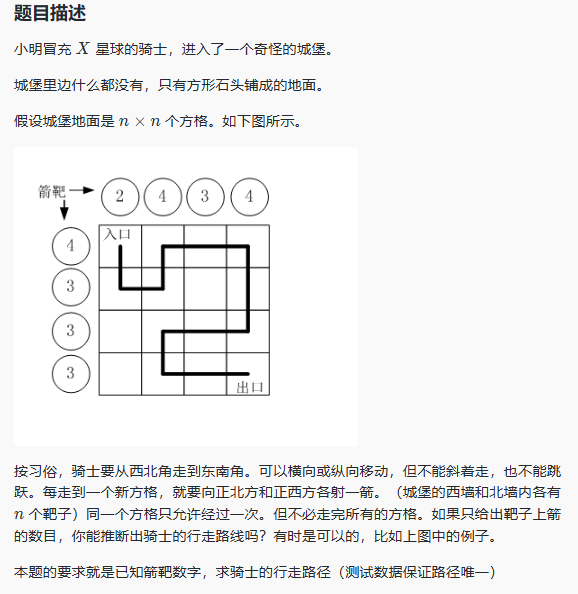 题目描述
小明冒充 X 星球的骑士，进入了一个奇怪的城堡。
城堡里边什么都没有，只有方形石头铺成的地面。
假设城堡地面是 n × n 个方格。如下图所示。
箭靶 2 4 3 4
入口
4
3
3
3
出口
按习俗，骑士要从西北角走到东南角。可以横向或纵向移动，但不能斜着走，也不能跳
跃。每走到一个新方格，就要向正北方和正西方各射一箭。（城堡的西墙和北墙内各有
n 个靶子）同一个方格只允许经过一次。但不必走完所有的方格。如果只给出靶子上箭
的数目，你能推断出骑士的行走路线吗？有时是可以的，比如上图中的例子。
本题的要求就是已知箭靶数字，求骑士的行走路径（测试数据保证路径唯一）